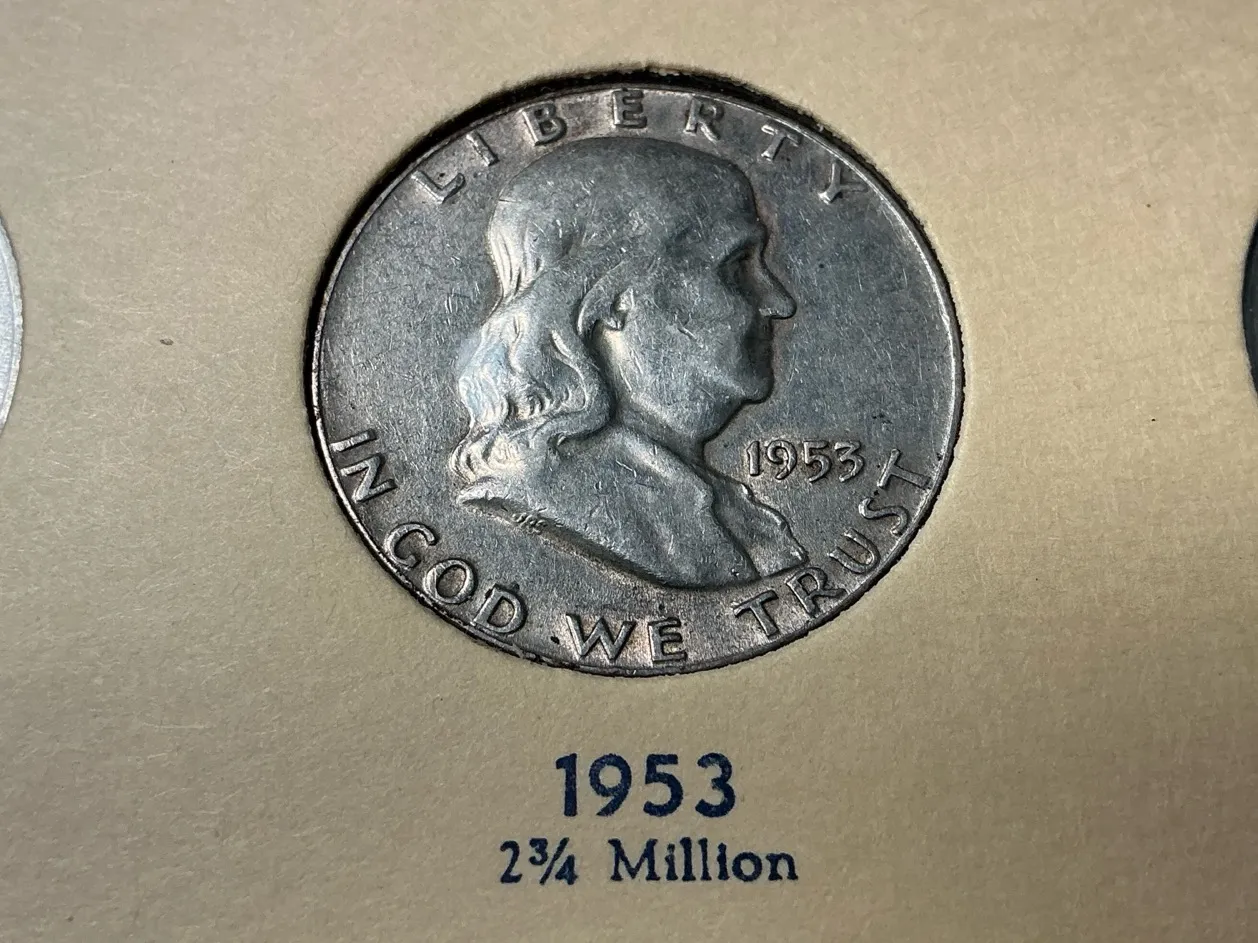 LIBERTY
1953
IN GOD WE TRUST
1953
2¾ Million